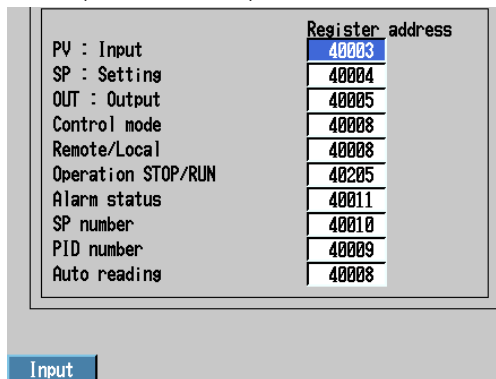 Register address
PV : Input 40003
SP : Setting 40004
OUT : Output 40005
Control mode 40008
Remote/Local 40008
Operation STOP/RUN 40205
Alarm status 40011
SP number 40010
PID number 40009
Auto reading 40008
Input